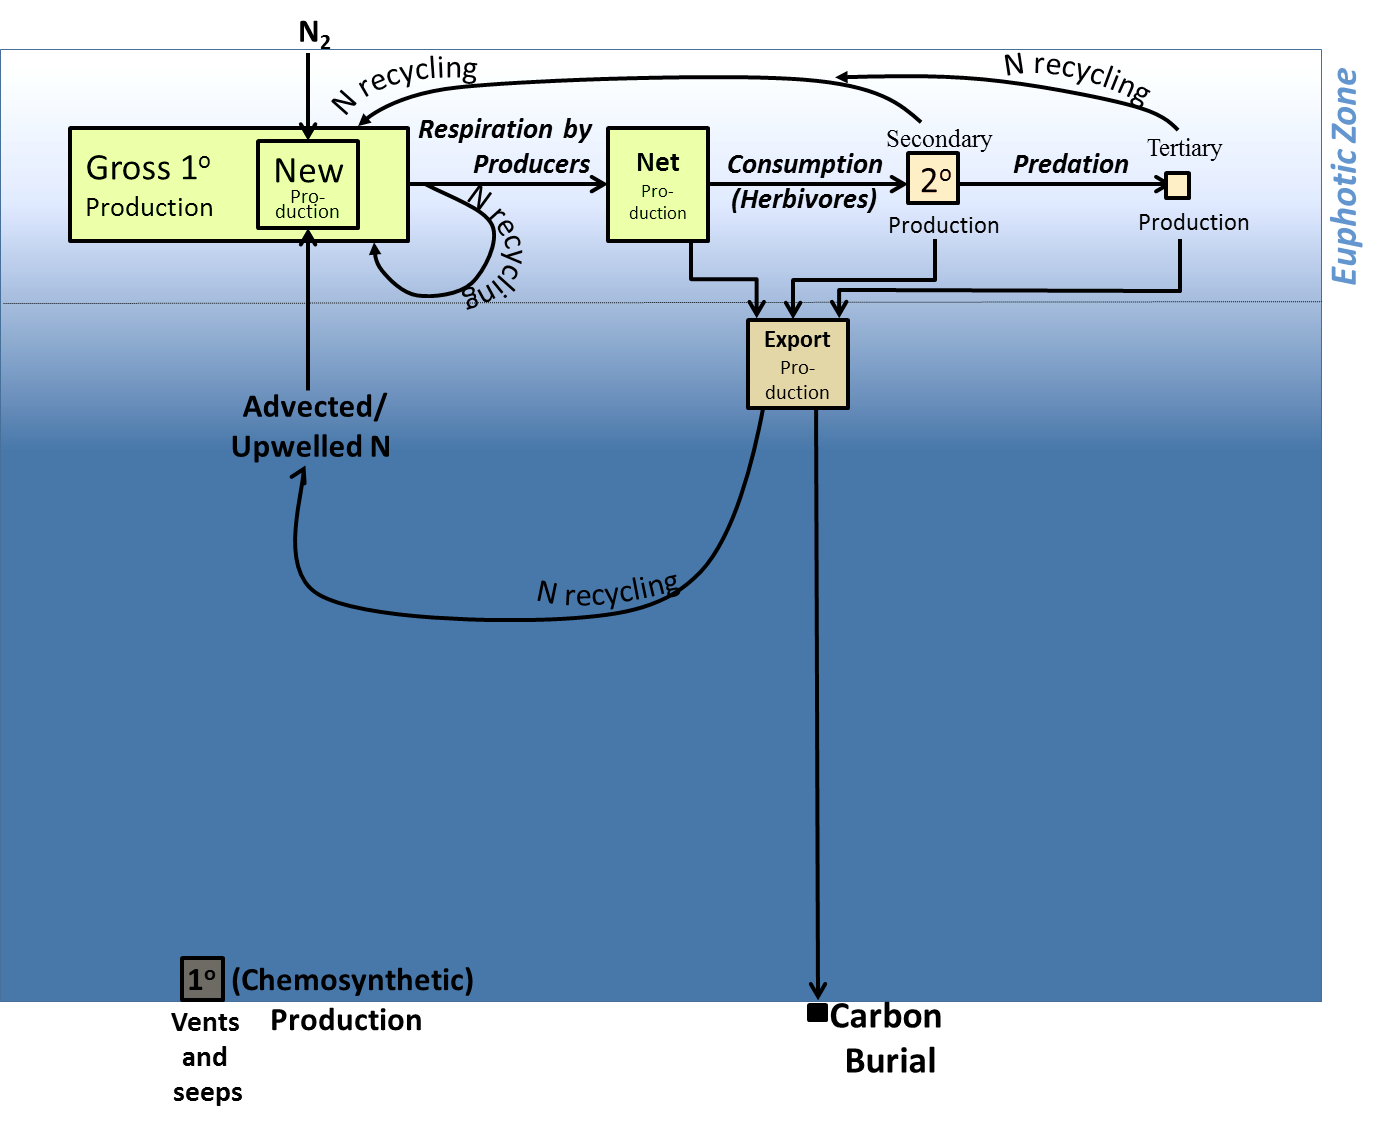 N2
N recycling
N recycling
Euphotic Zone
Gross 1o
Production
New
Pro-
duction
Respiration by
Producers
N recycling
Net
Pro-
duction
Consumption
(Herbivores)
Secondary
2o
Production
Predation
Tertiary
Production
Export
Pro-
duction
Advected/
Upwelled N
N recycling
1o (Chemosynthetic)
Production
Vents
and
seeps
Carbon
Burial